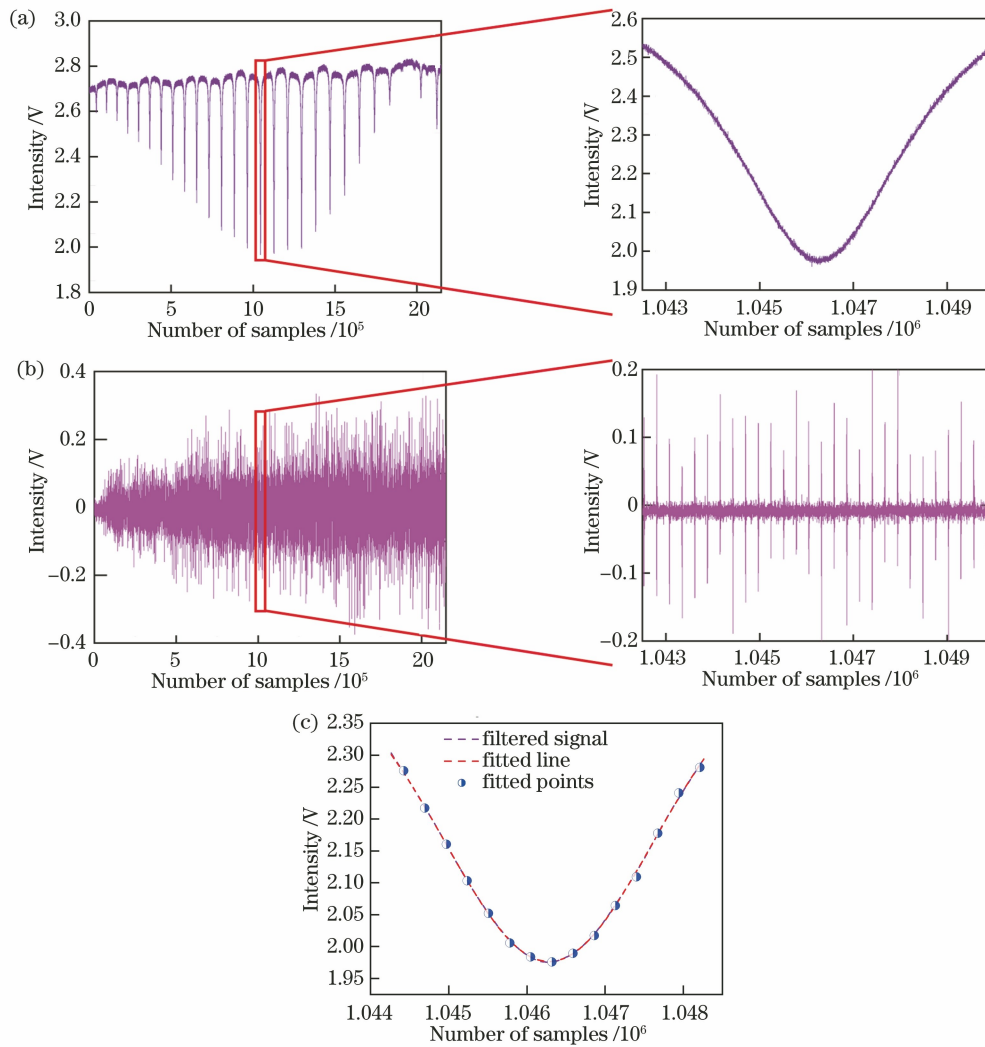 (a)
3.0
2.8
2.6
2.4
2.2
2.0
1.8
Intensity /V
0 5 10 15 20
Number of samples /10⁵
2.6
2.5
2.4
2.3
2.2
2.1
2.0
1.9
Intensity /V
1.043 1.045 1.047 1.049
Number of samples /10⁶
(b)
0.4
0.2
0
−0.2
−0.4
Intensity /V
0 5 10 15 20
Number of samples /10⁵
0.2
0.1
0
−0.1
−0.2
Intensity /V
1.043 1.045 1.047 1.049
Number of samples /10⁶
(c)
2.35
2.30
2.25
2.20
2.15
2.10
2.05
2.00
1.95
Intensity /V
filtered signal
fitted line
fitted points
1.044 1.045 1.046 1.047 1.048
Number of samples /10⁶